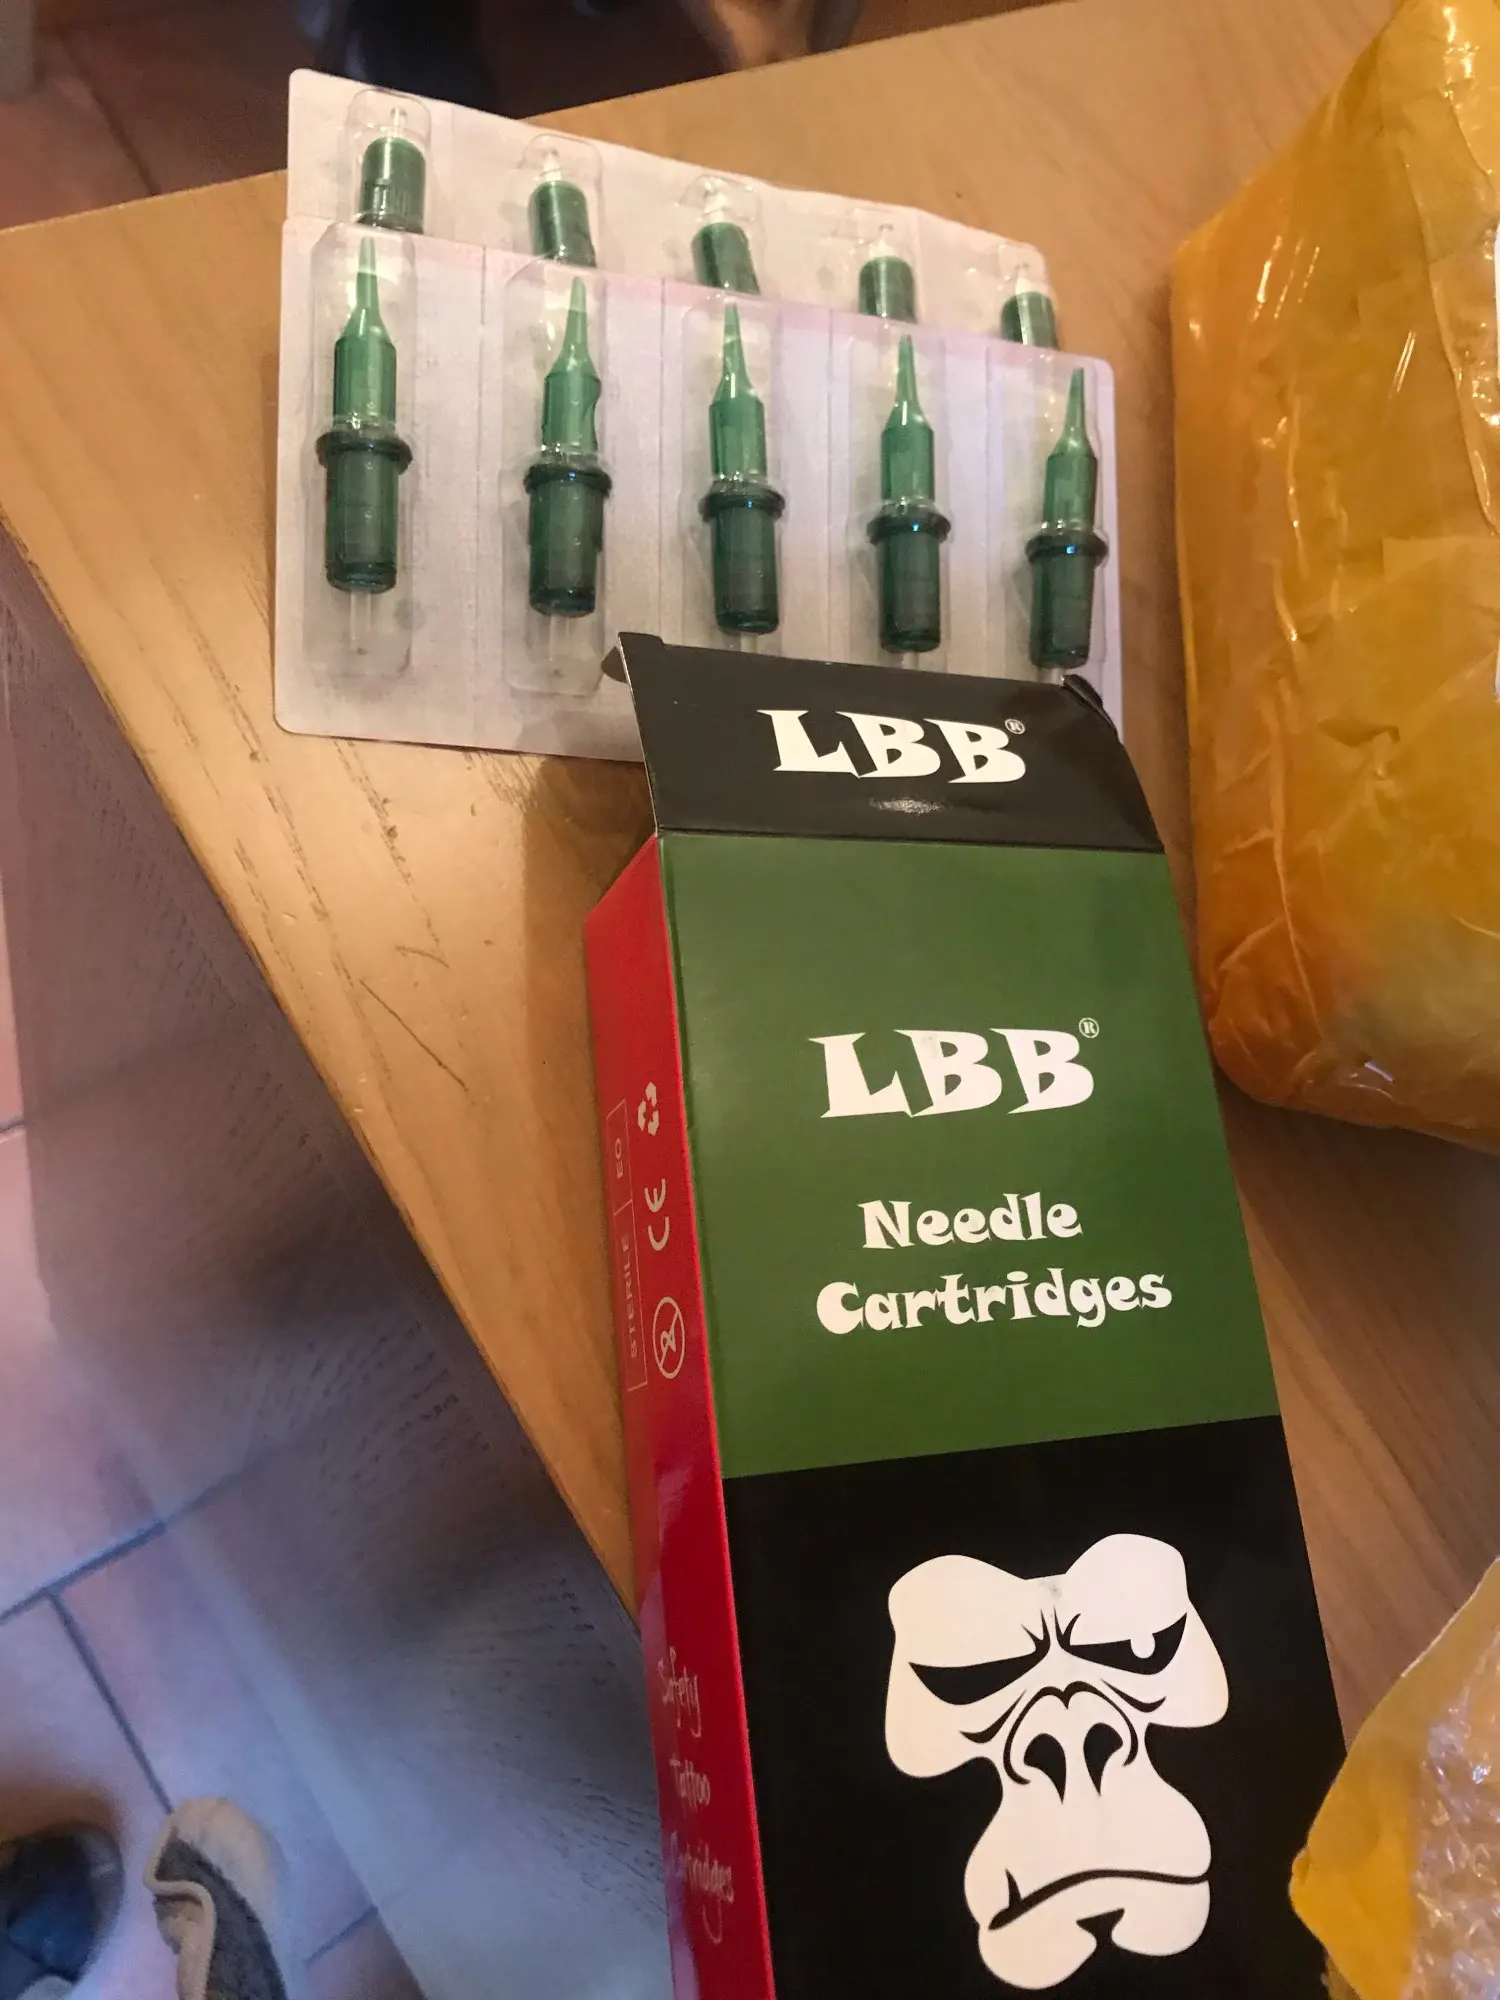 LBB®
LBB®
Needle
Cartridges
STERILE EO
CE
Safety
Tattoo
Cartridges